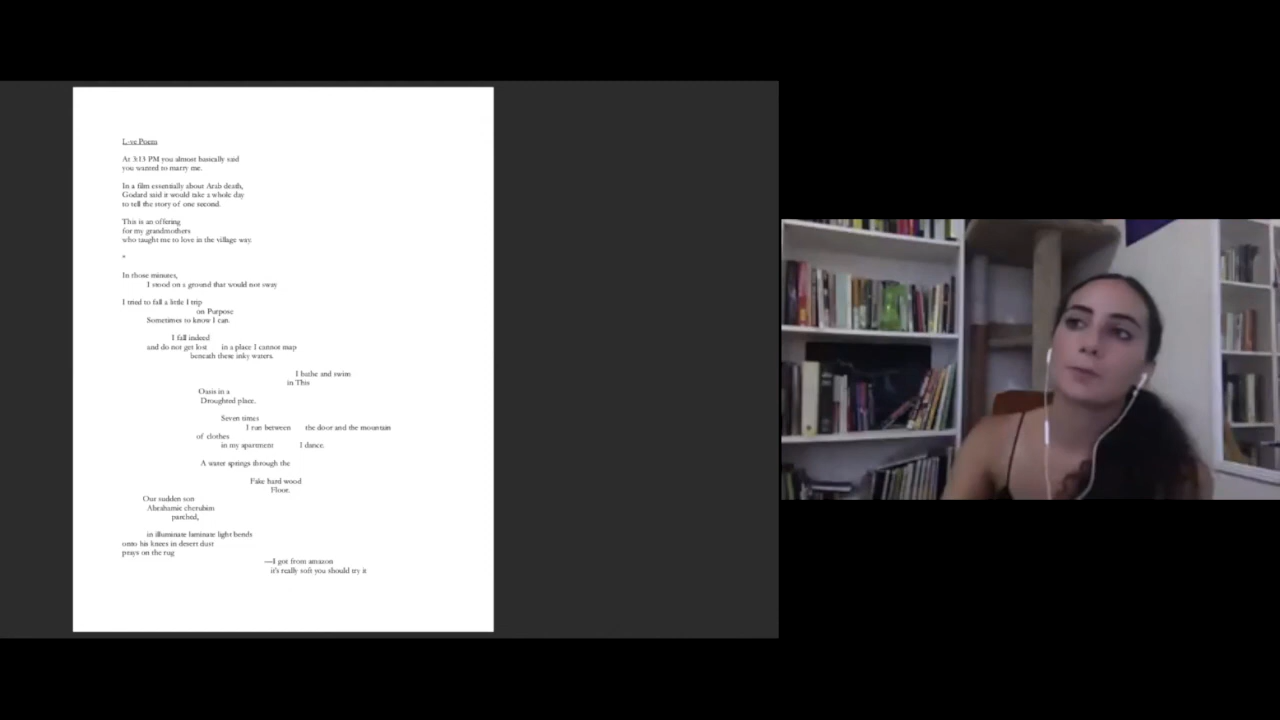 L-ve Poem
At 3:13 PM you almost basically said
you wanted to marry me.
In a film essentially about Arab death,
Godard said it would take a whole day
to tell the story of one second.
This is an offering
for my grandmothers
who taught me to love in the village way.
*
In those minutes,
I stood on a ground that would not sway
I tried to fall a little I trip
on Purpose
Sometimes to know I can
I fall indeed
and do not get lost in a place I cannot map
beneath these inky waters.
I bathe and swim
in This
Oasis in a
Droughted place.
Seven times
I run between the door and the mountain
of clothes
in my apartment I dance.
A water springs through the
Fake hard wood
Floor.
Our sudden son
Abrahamic cherubim
parched,
in illuminate laminate light bends
onto his knees in desert dust
prays on the rug
—I got from amazon
it's really soft you should try it